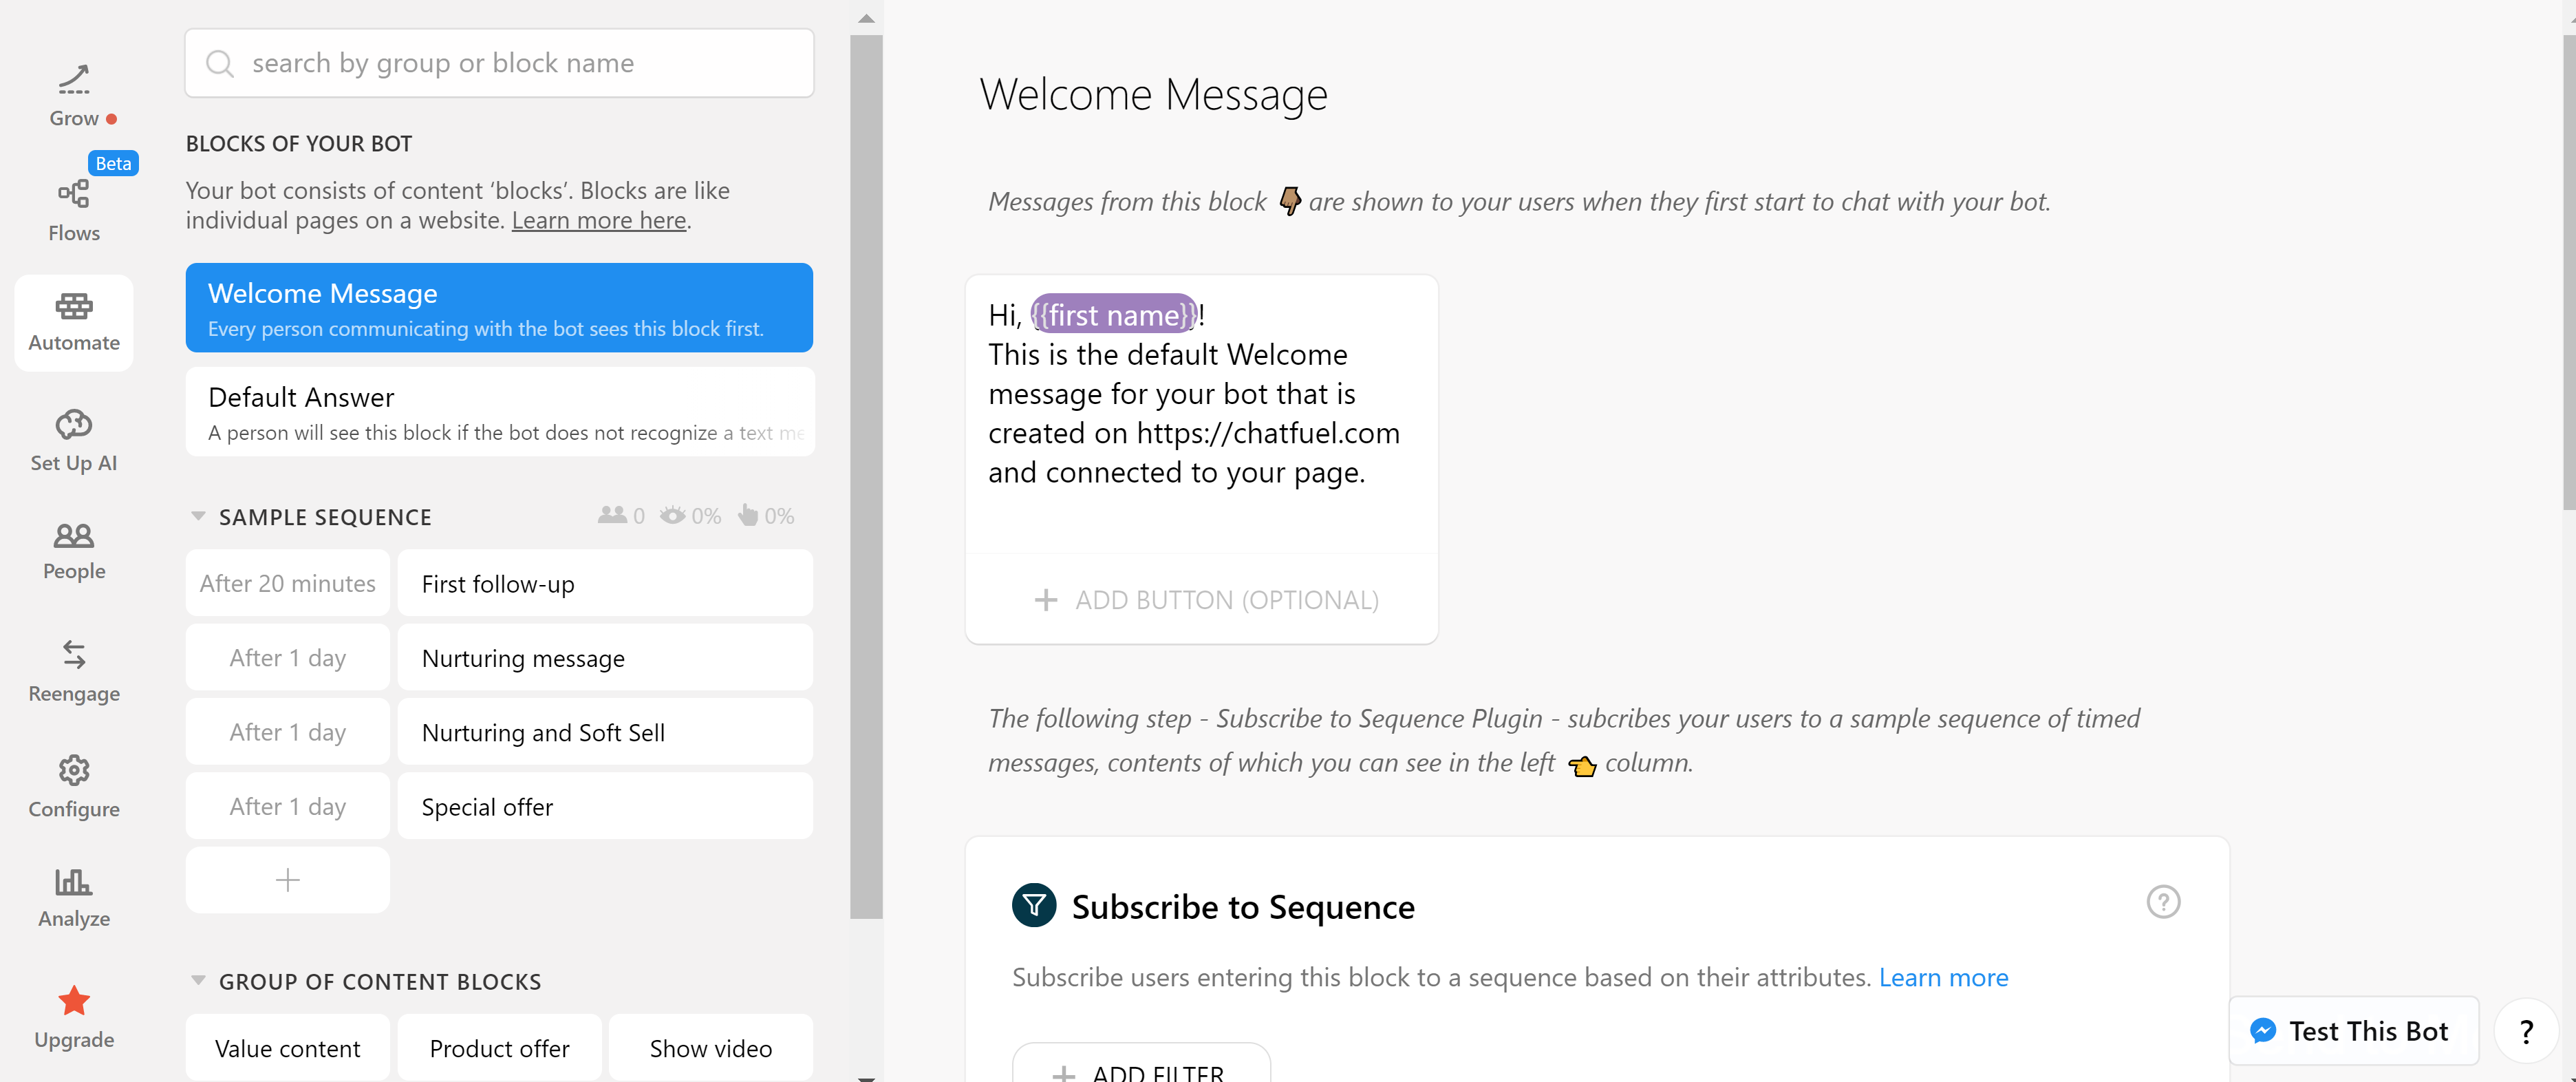 Grow
Beta
Flows
Automate
Set Up AI
People
Reengage
Configure
Analyze
Upgrade
search by group or block name
BLOCKS OF YOUR BOT
Your bot consists of content ‘blocks’. Blocks are like
individual pages on a website. Learn more here.
Welcome Message
Every person communicating with the bot sees this block first.
Default Answer
A person will see this block if the bot does not recognize a text me
SAMPLE SEQUENCE 0 0% 0%
After 20 minutes First follow-up
After 1 day Nurturing message
After 1 day Nurturing and Soft Sell
After 1 day Special offer
+
GROUP OF CONTENT BLOCKS
Value content Product offer Show video
Welcome Message
Messages from this block 👇🏾 are shown to your users when they first start to chat with your bot.
Hi, {{first name}}!
This is the default Welcome
message for your bot that is
created on https://chatfuel.com
and connected to your page.
+ ADD BUTTON (OPTIONAL)
The following step - Subscribe to Sequence Plugin - subcribes your users to a sample sequence of timed
messages, contents of which you can see in the left 👈 column.
Subscribe to Sequence ?
Subscribe users entering this block to a sequence based on their attributes. Learn more
+ ADD FILTER
Test This Bot ?